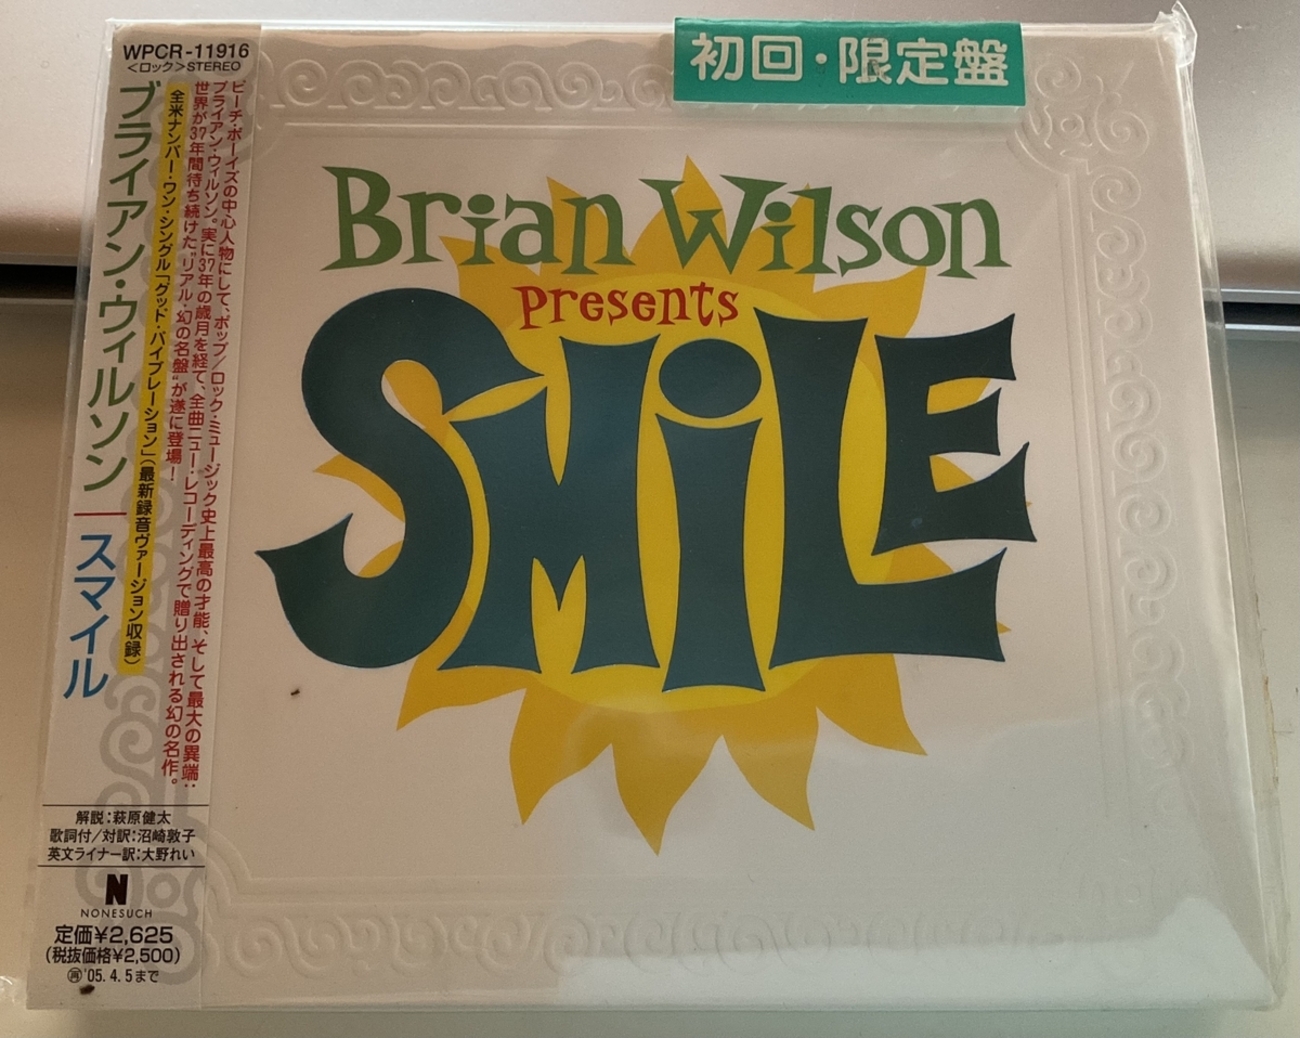 WPCR-11916
<ロック>STEREO
初回・限定盤
ビーチ・ボーイズの中心人物にして、ポップ/ロック・ミュージック史上最高の才能、そして最大の異端:
ブライアン・ウィルソン。実に37年の歳月を経て、全曲ニュー・レコーディングで贈り出される幻の名作。
世界が37年間待ち続けた"リアル・幻の名盤"が遂に登場!
全米ナンバー・ワン・シングル「グッド・バイブレーション」(最新録音ヴァージョン収録)
ブライアン・ウィルソン|スマイル
Brian Wilson
Presents
SMiLE
解説:萩原健太
歌詞付/対訳:沼崎敦子
英文ライナー訳:大野れい
N
NONESUCH
定価¥2,625
(税抜価格¥2,500)
㊢'05.4.5まで